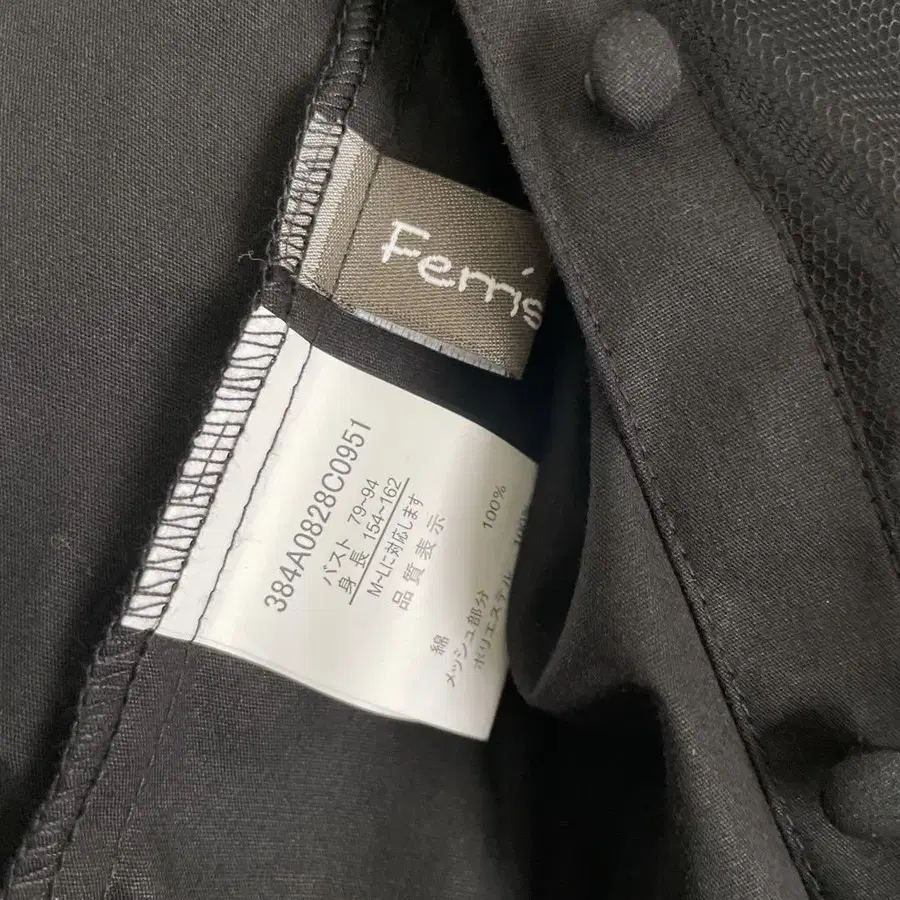 Ferris
384A0828C0951
バスト 79~94
身長 154~162
M~Lに対応します
品質表示
綿 100%
メッシュ部分
ポリエステル 100%